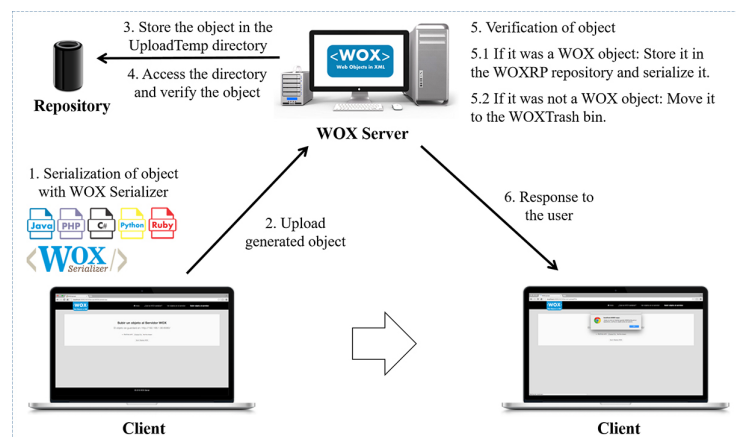 3. Store the object in the
UploadTemp directory
4. Access the directory
and verify the object
Repository
<WOX>
Web Objects in XML
WOX Server
5. Verification of object
5.1 If it was a WOX object: Store it in
the WOXRP repository and serialize it.
5.2 If it was not a WOX object: Move it
to the WOXTrash bin.
1. Serialization of object
with WOX Serializer
Java PHP C# Python Ruby
<WOX/>
Serializer
2. Upload
generated object
6. Response to
the user
WOX
WOX
Client
Client